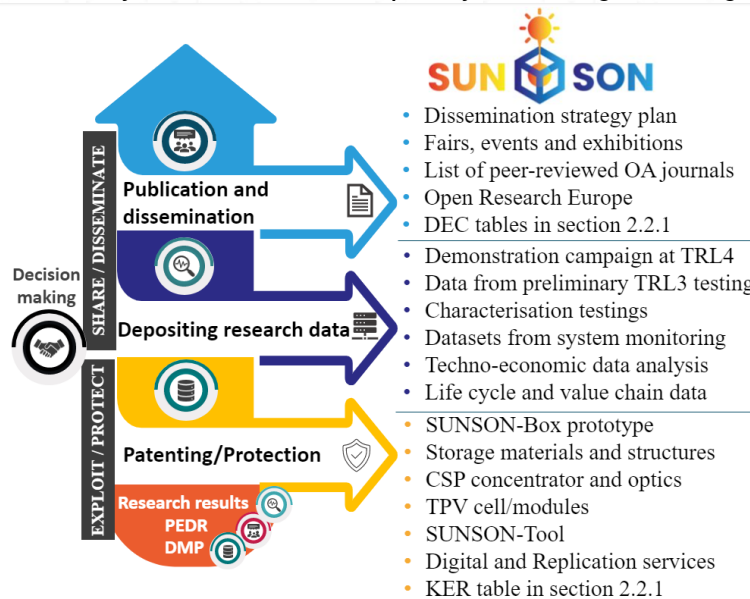 SUN SON
Dissemination strategy plan
Fairs, events and exhibitions
List of peer-reviewed OA journals
Open Research Europe
DEC tables in section 2.2.1
Demonstration campaign at TRL4
Data from preliminary TRL3 testing
Characterisation testings
Datasets from system monitoring
Techno-economic data analysis
Life cycle and value chain data
SUNSON-Box prototype
Storage materials and structures
CSP concentrator and optics
TPV cell/modules
SUNSON-Tool
Digital and Replication services
KER table in section 2.2.1
Decision
making
SHARE / DISSEMINATE
EXPLOIT / PROTECT
Publication and
dissemination
Depositing research data
Patenting/Protection
Research results
PEDR
DMP